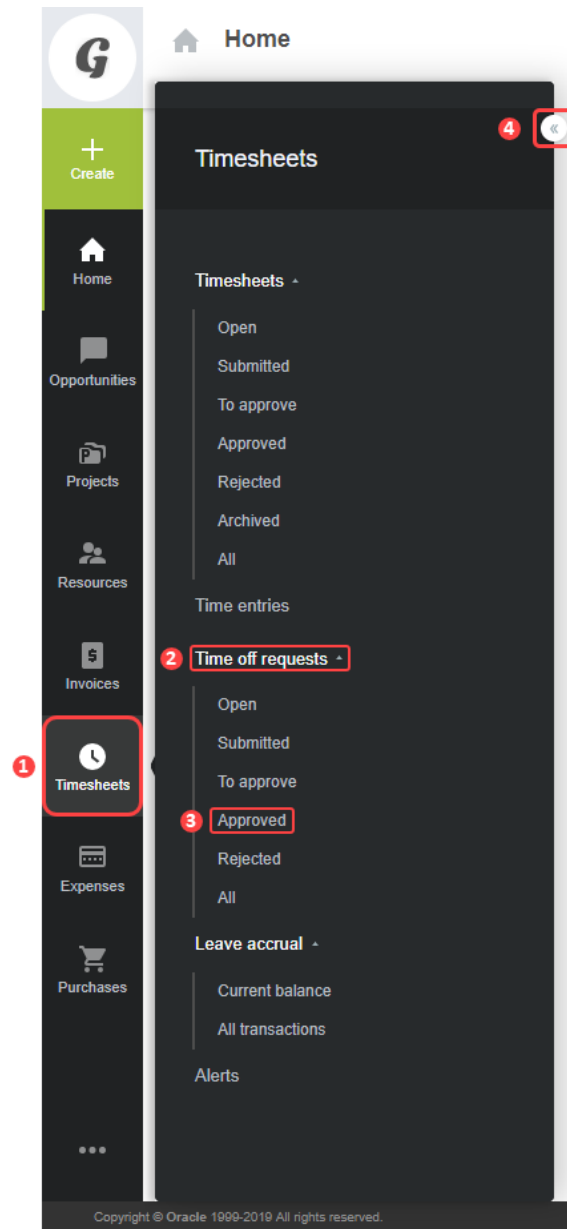 G
Home
4
«
Create
Timesheets
Home
Timesheets
Open
Submitted
To approve
Approved
Rejected
Archived
All
Time entries
Opportunities
Projects
Resources
Invoices
2 Time off requests
Open
Submitted
To approve
3 Approved
Rejected
All
1 Timesheets
Expenses
Purchases
Leave accrual
Current balance
All transactions
Alerts
•••
Copyright © Oracle 1999-2019 All rights reserved.